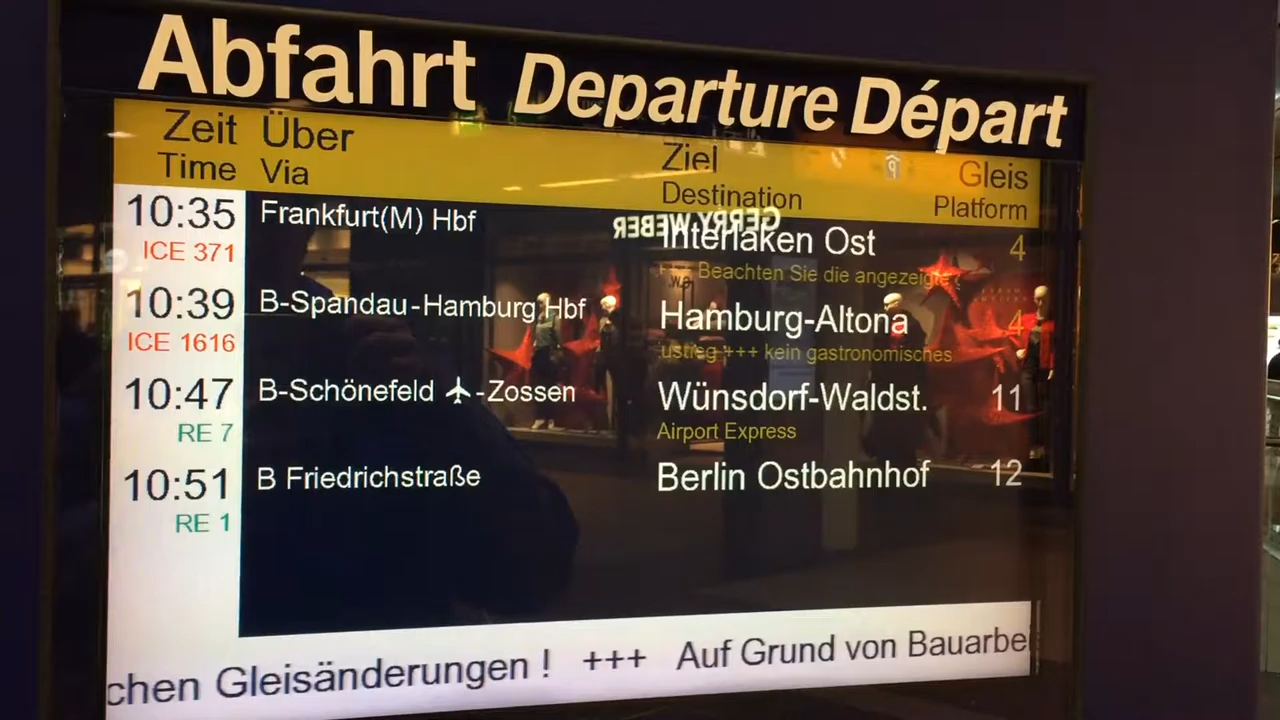 Abfahrt Departure Départ
Zeit Über Ziel Gleis
Time Via Destination Platform
10:35 Frankfurt(M) Hbf Interlaken Ost 4
ICE 371 Beachten Sie die angezeigte
GERRY WEBER
10:39 B-Spandau-Hamburg Hbf Hamburg-Altona 4
ICE 1616 ustieg +++ kein gastronomisches
10:47 B-Schönefeld -Zossen Wünsdorf-Waldst. 11
RE 7 Airport Express
10:51 B Friedrichstraße Berlin Ostbahnhof 12
RE 1
chen Gleisänderungen ! +++ Auf Grund von Bauarbei